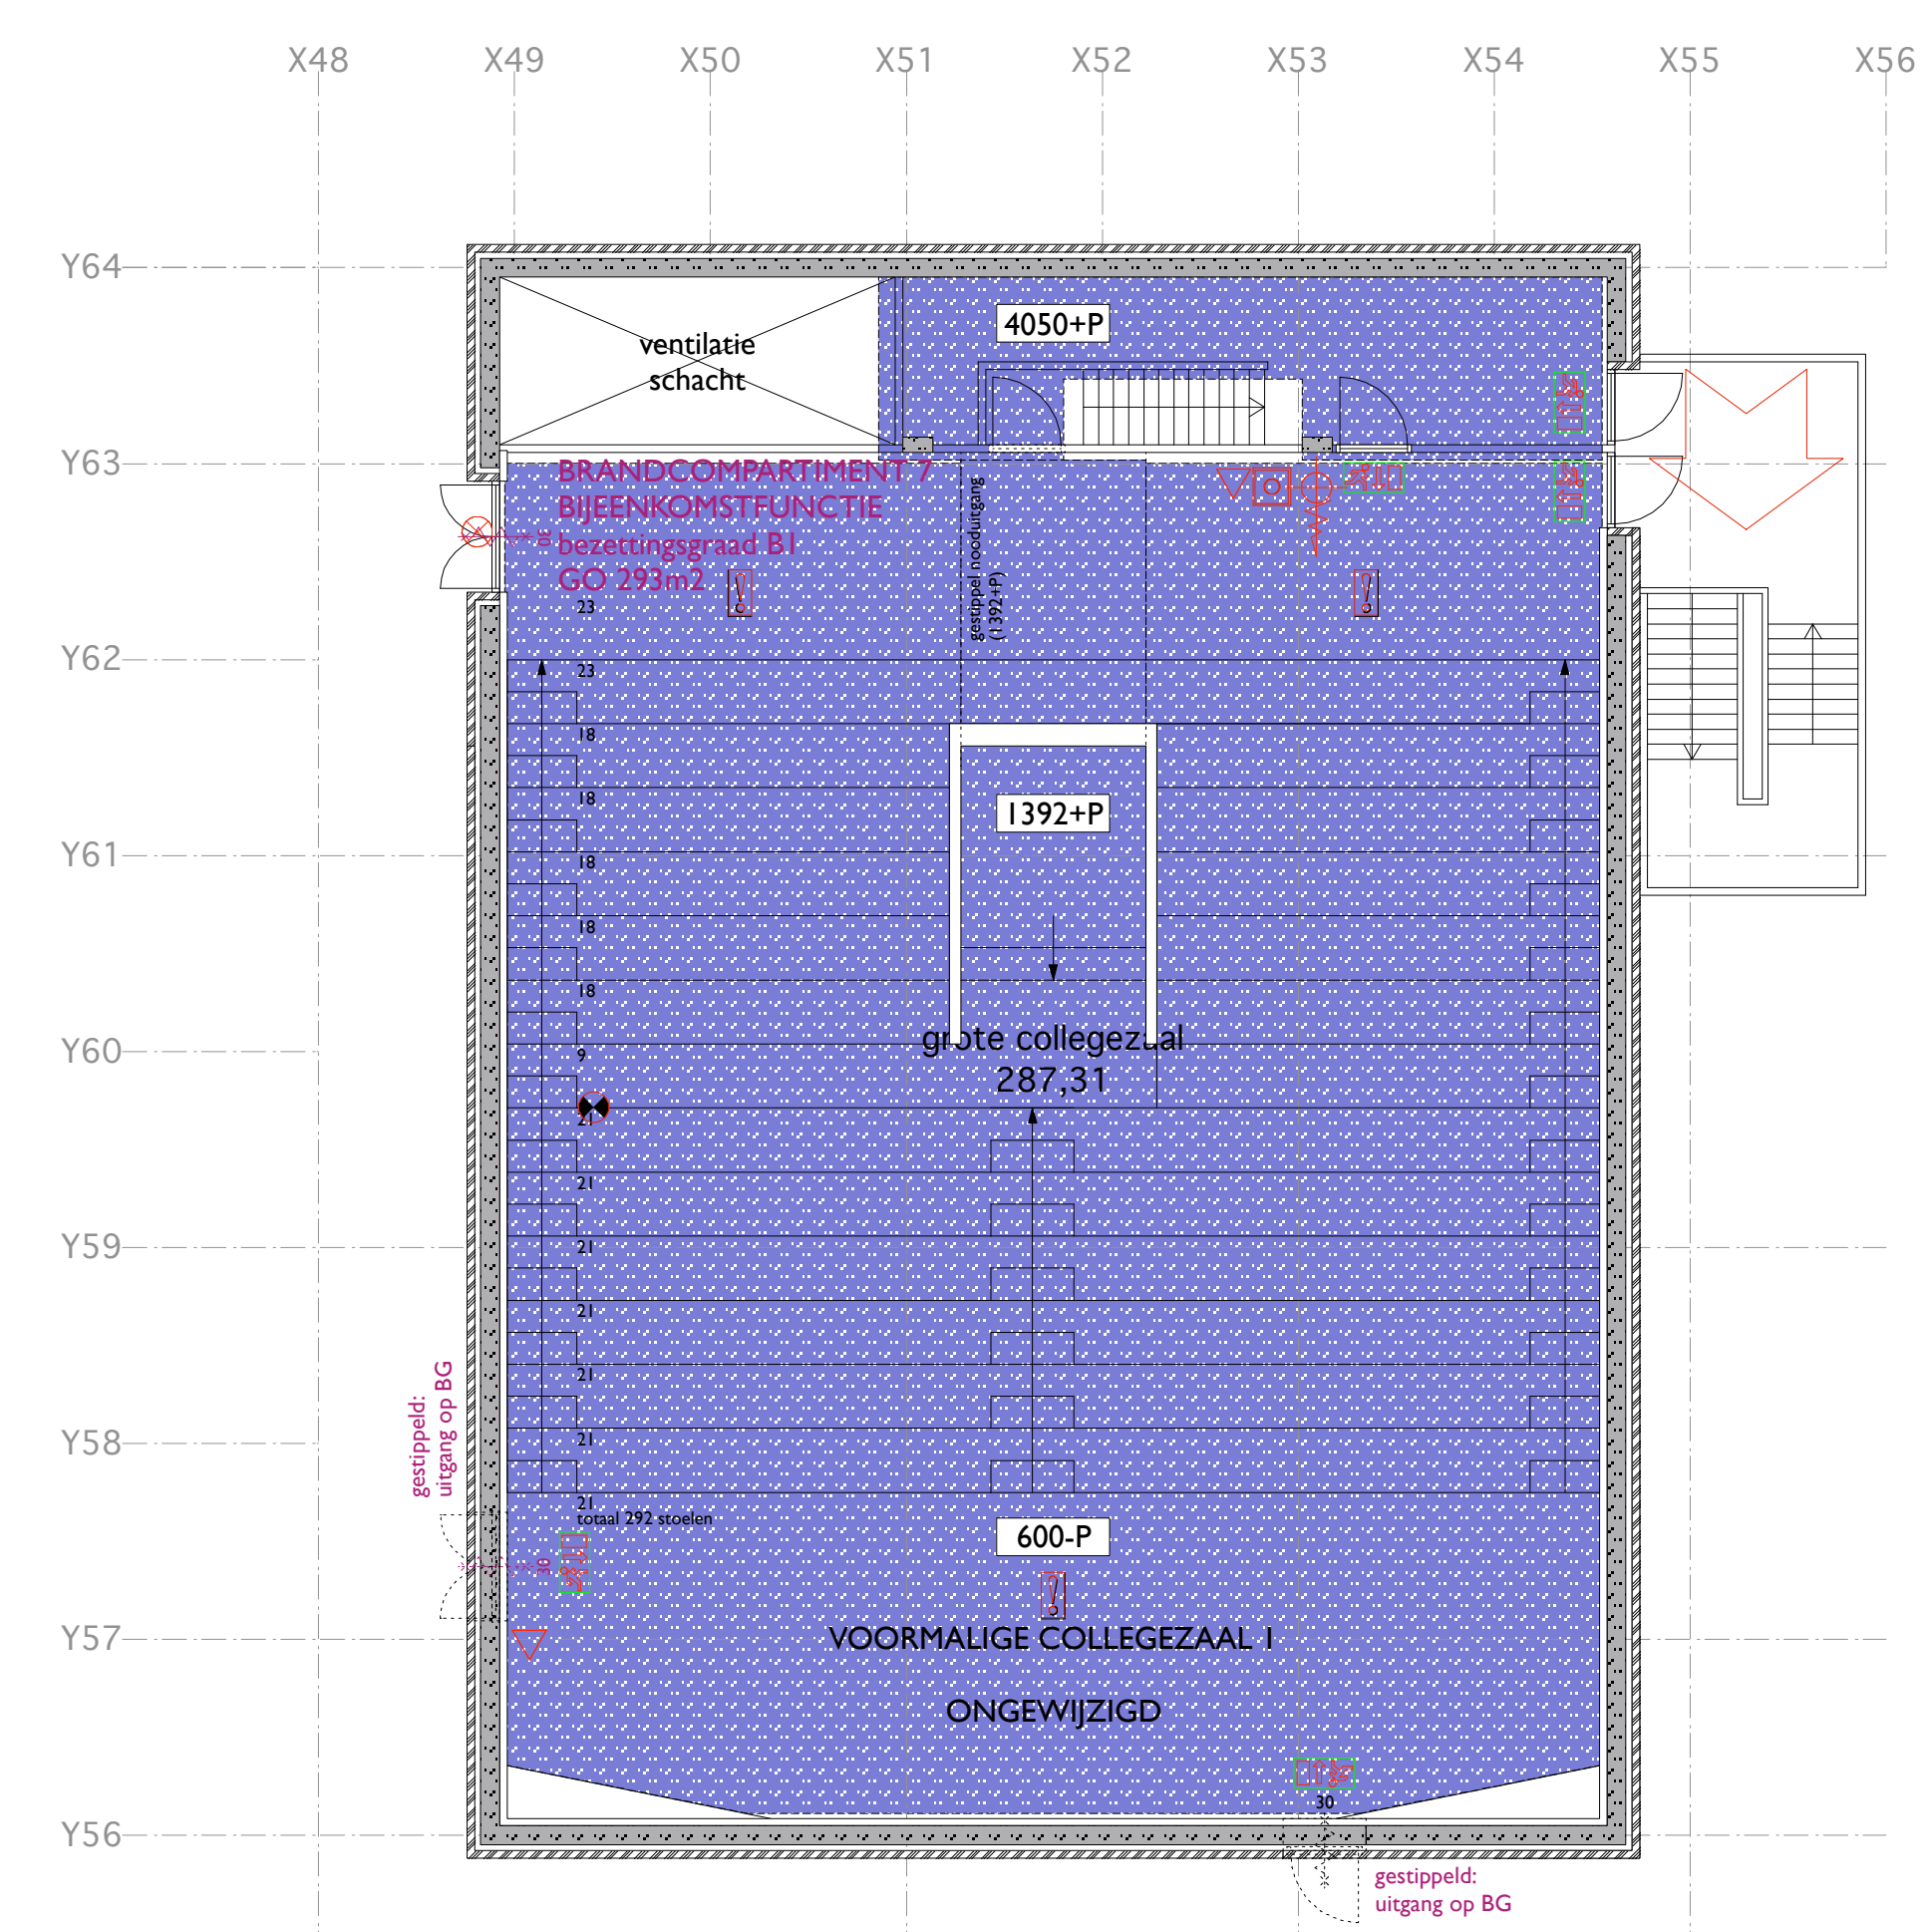 X48 X49 X50 X51 X52 X53 X54 X55 X56
Y64
Y63
Y62
Y61
Y60
Y59
Y58
Y57
Y56
ventilatie
schacht
4050+P
BRANDCOMPARTIMENT 7
BIJEENKOMSTFUNCTIE
bezettingsgraad B1
GO 293m2
30
gestippel nooduitgang
(1392+P)
23
23
18
18
18
18
18
9
21
21
21
21
21
21
21
totaal 292 stoelen
1392+P
grote collegezaal
287,31
600-P
VOORMALIGE COLLEGEZAAL 1
ONGEWIJZIGD
gestippeld:
uitgang op BG
30
30
gestippeld:
uitgang op BG